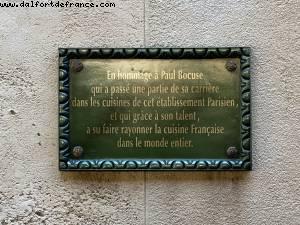 www.dalfortdefrance.com
En hommage à Paul Bocuse
qui a passé une partie de sa carrière
dans les cuisines de cet établissement Parisien,
et qui grâce à son talent,
a su faire rayonner la cuisine Française
dans le monde entier.